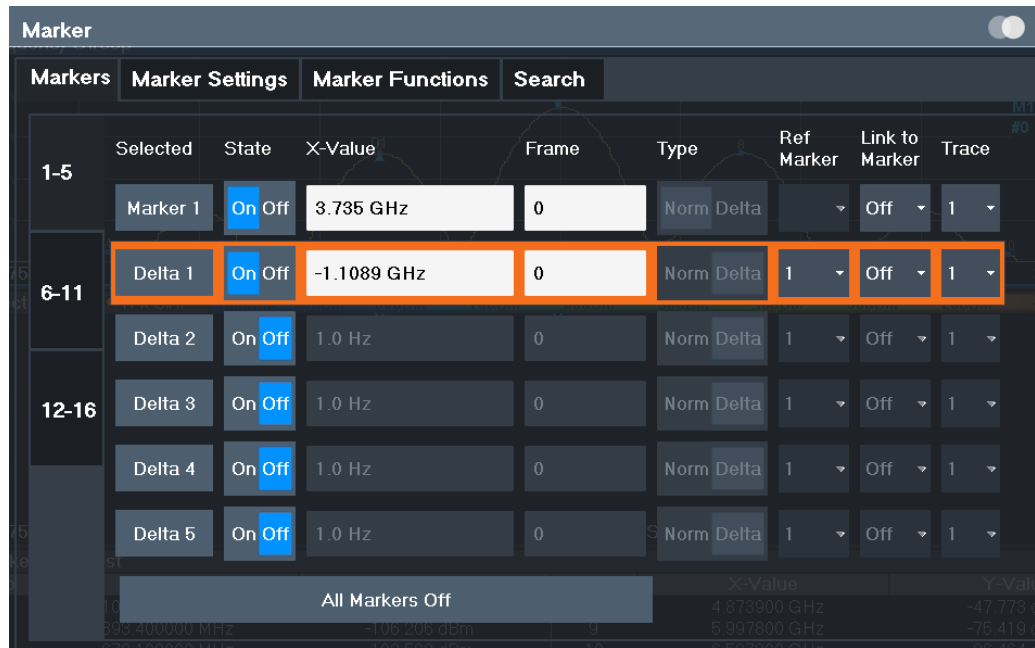 Marker
Markers Marker Settings Marker Functions Search
M1
#0
1-5
6-11
12-16
Selected State X-Value Frame Type Ref Marker Link to Marker Trace
Marker 1 On Off 3.735 GHz 0 Norm Delta Off 1
Delta 1 On Off -1.1089 GHz 0 Norm Delta 1 Off 1
Delta 2 On Off 1.0 Hz 0 Norm Delta 1 Off 1
Delta 3 On Off 1.0 Hz 0 Norm Delta 1 Off 1
Delta 4 On Off 1.0 Hz 0 Norm Delta 1 Off 1
Delta 5 On Off 1.0 Hz 0 Norm Delta 1 Off 1
All Markers Off
X-Value
4.873900 GHz -47.773
893.400000 MHz -106.206 dBm 9 5.997800 GHz -75.419